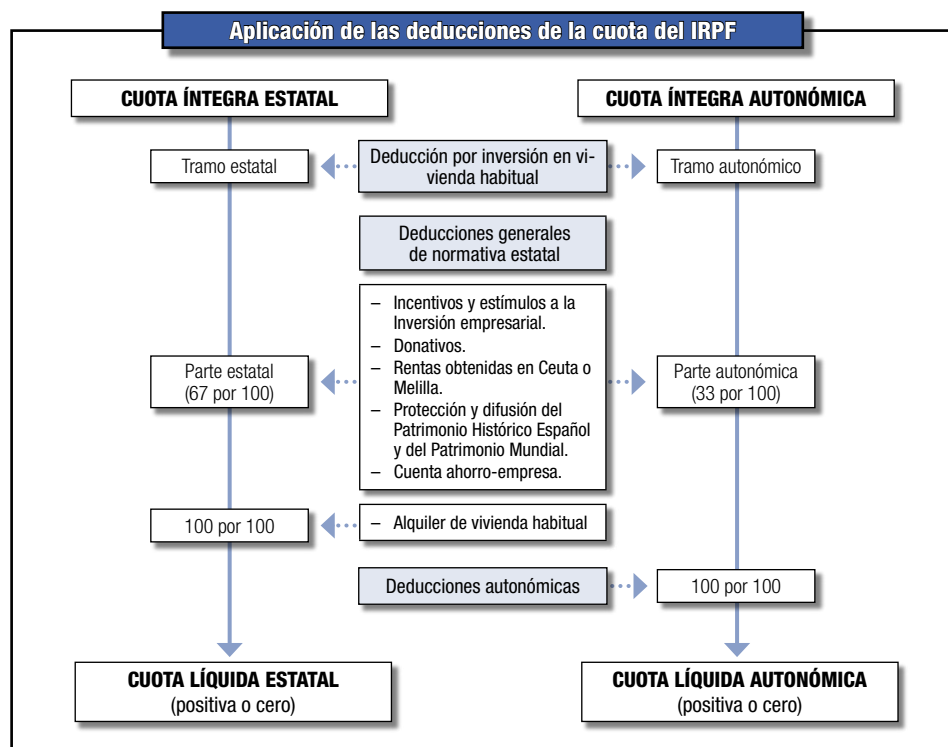 Aplicación de las deducciones de la cuota del IRPF
CUOTA ÍNTEGRA ESTATAL
CUOTA ÍNTEGRA AUTONÓMICA
Tramo estatal
Deducción por inversión en vi-
vienda habitual
Tramo autonómico
Deducciones generales
de normativa estatal
– Incentivos y estímulos a la
Inversión empresarial.
– Donativos.
– Rentas obtenidas en Ceuta o
Melilla.
– Protección y difusión del
Patrimonio Histórico Español
y del Patrimonio Mundial.
– Cuenta ahorro-empresa.
Parte estatal
(67 por 100)
Parte autonómica
(33 por 100)
100 por 100
– Alquiler de vivienda habitual
Deducciones autonómicas
100 por 100
CUOTA LÍQUIDA ESTATAL
(positiva o cero)
CUOTA LÍQUIDA AUTONÓMICA
(positiva o cero)